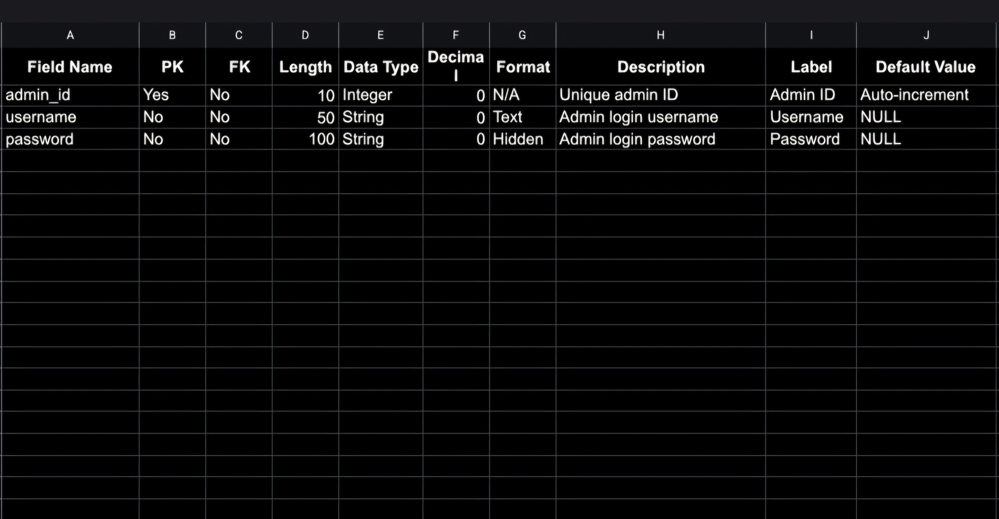 A B C D E F G H I J
Field Name PK FK Length Data Type Decima
l Format Description Label Default Value
admin_id Yes No 10 Integer 0 N/A Unique admin ID Admin ID Auto-increment
username No No 50 String 0 Text Admin login username Username NULL
password No No 100 String 0 Hidden Admin login password Password NULL